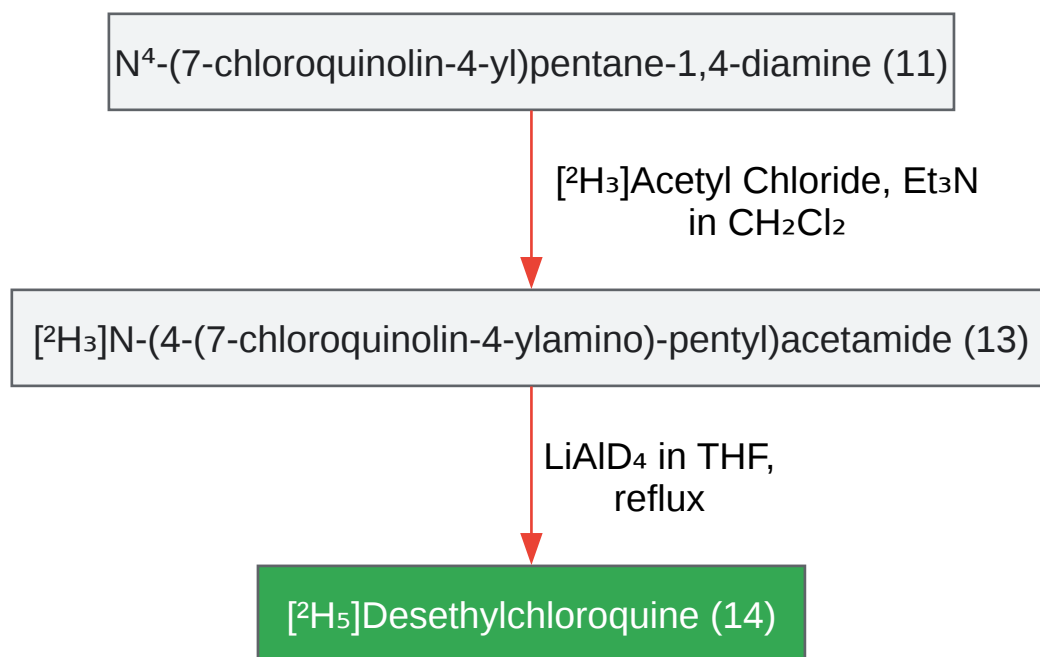 N⁴-(7-chloroquinolin-4-yl)pentane-1,4-diamine (11)
[²H₃]Acetyl Chloride, Et₃N
in CH₂Cl₂
[²H₃]N-(4-(7-chloroquinolin-4-ylamino)-pentyl)acetamide (13)
LiAlD₄ in THF,
reflux
[²H₅]Desethylchloroquine (14)